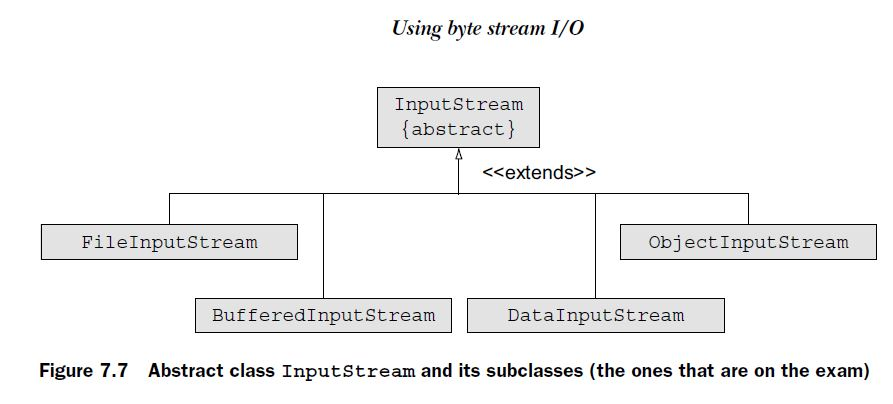 Using byte stream I/O
InputStream
{abstract}
<<extends>>
FileInputStream
ObjectInputStream
BufferedInputStream
DataInputStream
Figure 7.7 Abstract class InputStream and its subclasses (the ones that are on the exam)